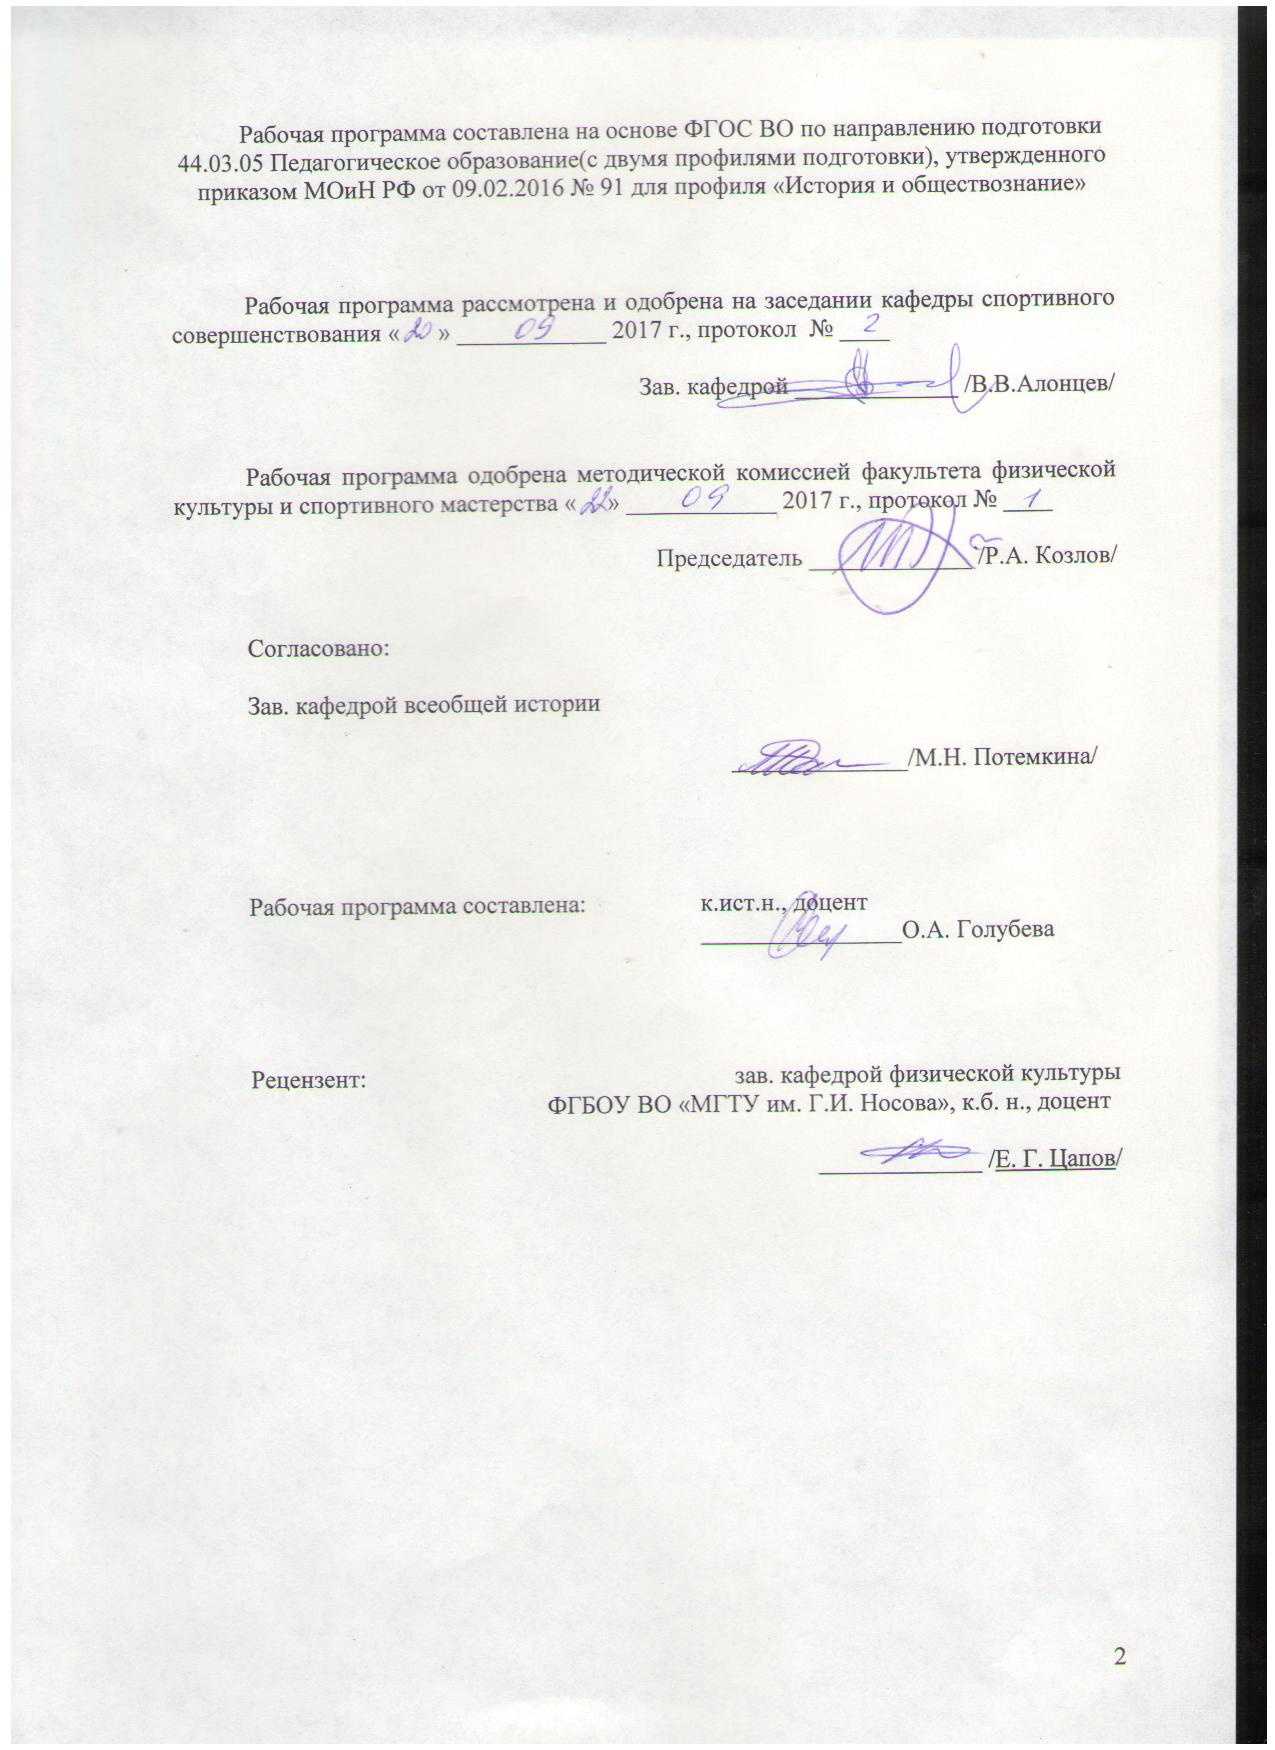 Рабочая программа составлена на основе ФГОС ВО по направлению подготовки
44.03.05 Педагогическое образование(с двумя профилями подготовки), утвержденного
приказом МОиН РФ от 09.02.2016 № 91 для профиля «История и обществознание»
Рабочая программа рассмотрена и одобрена на заседании кафедры спортивного
совершенствования «20» 09 2017 г., протокол № 2
Зав. кафедрой /В.В.Алонцев/
Рабочая программа одобрена методической комиссией факультета физической
культуры и спортивного мастерства «22» 09 2017 г., протокол № 1
Председатель /Р.А. Козлов/
Согласовано:
Зав. кафедрой всеобщей истории
/М.Н. Потемкина/
Рабочая программа составлена: к.ист.н., доцент
О.А. Голубева
Рецензент: зав. кафедрой физической культуры
ФГБОУ ВО «МГТУ им. Г.И. Носова», к.б. н., доцент
/Е. Г. Цапов/
2